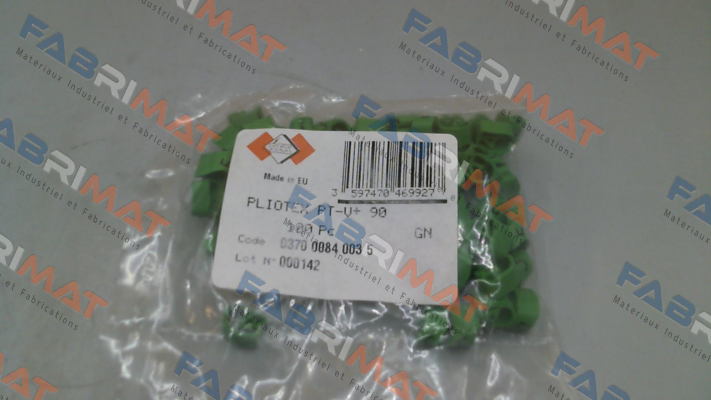 FABRIMAT
Matériaux Industriel et Fabrications
Made in EU
3 597470 469927
PLIOTEX PT-V+ 90
100 Pc
GN
Code 0370 0084 003 5
Lot N° 000142